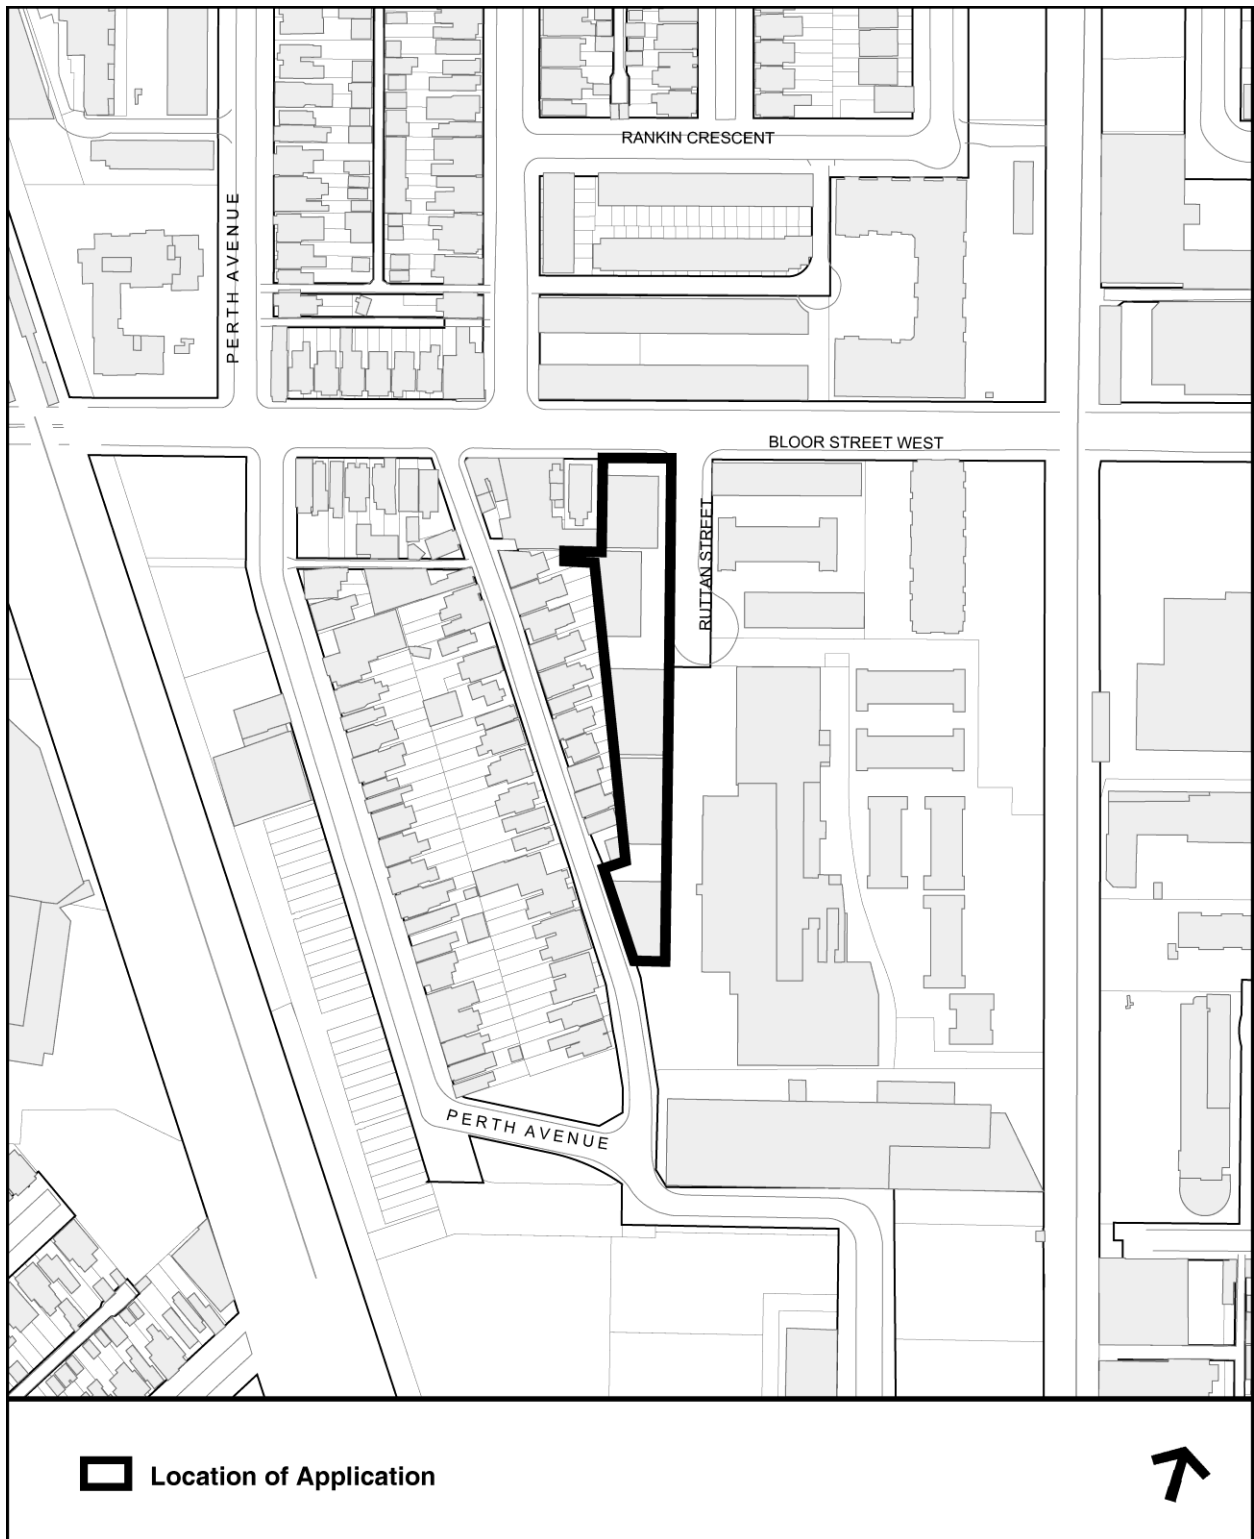 RANKIN CRESCENT
PERTH AVENUE
BLOOR STREET WEST
RUTTAN STREET
PERTH AVENUE
Location of Application